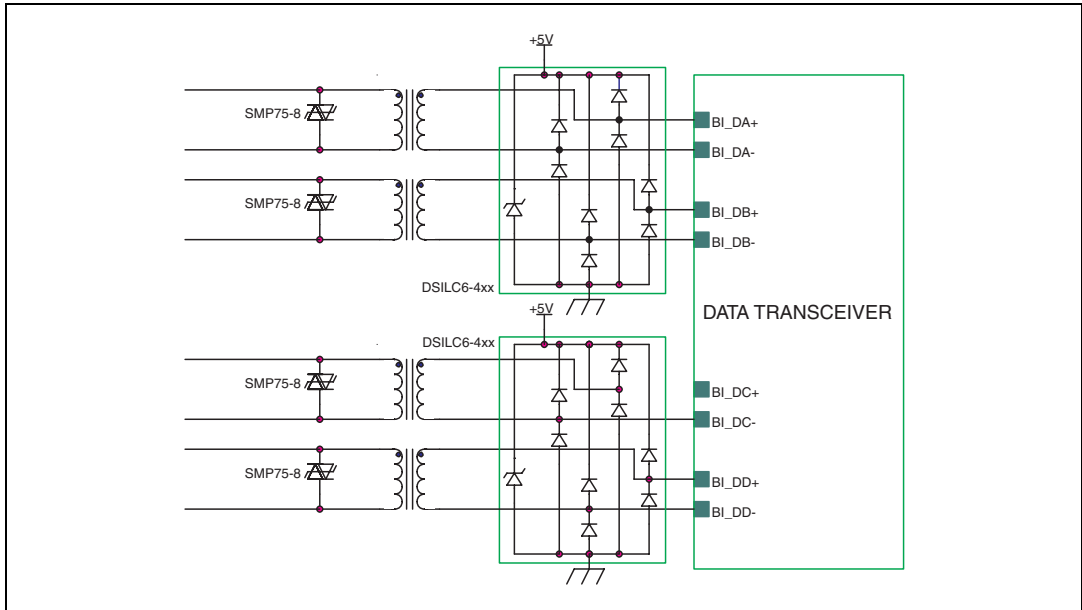 +5V
SMP75-8
BI_DA+
BI_DA-
SMP75-8
BI_DB+
BI_DB-
DSILC6-4xx
+5V
DATA TRANSCEIVER
DSILC6-4xx
SMP75-8
BI_DC+
BI_DC-
SMP75-8
BI_DD+
BI_DD-